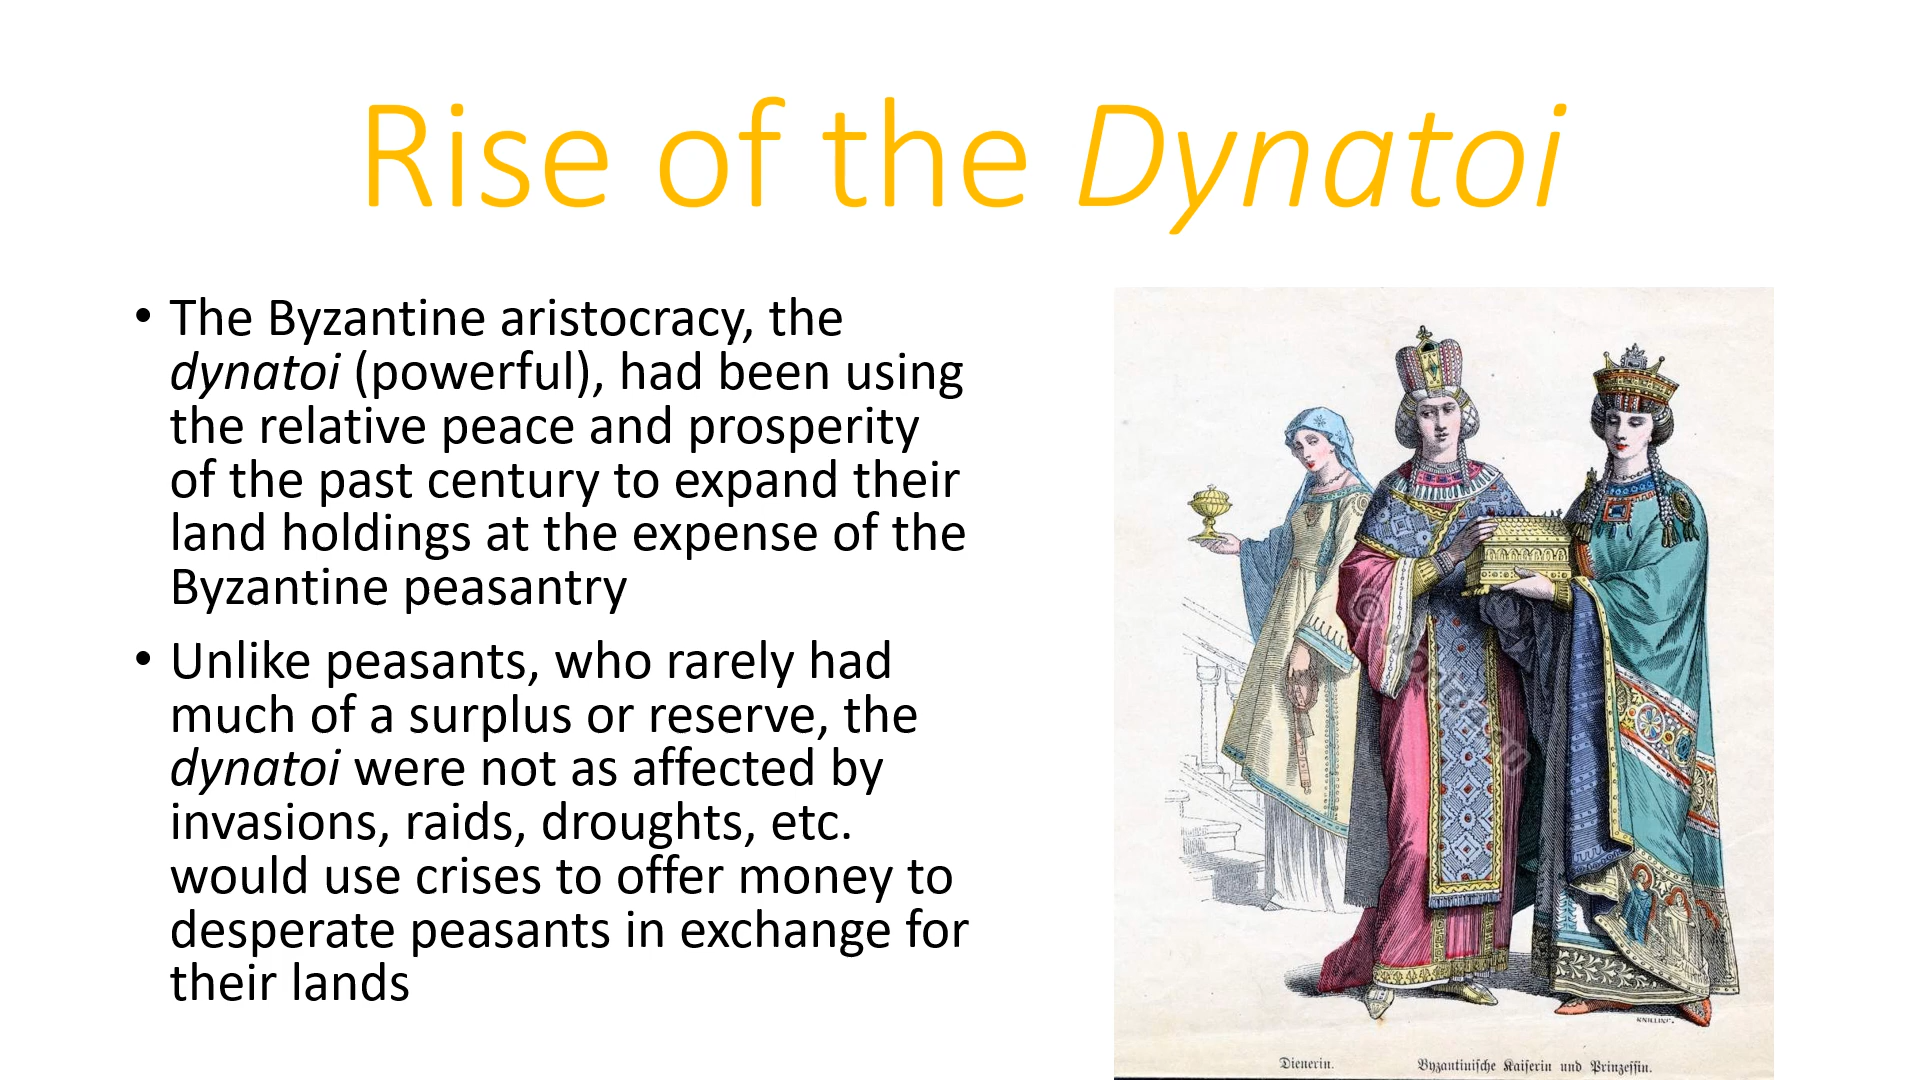 Rise of the Dynatoi
• The Byzantine aristocracy, the
dynatoi (powerful), had been using
the relative peace and prosperity
of the past century to expand their
land holdings at the expense of the
Byzantine peasantry
• Unlike peasants, who rarely had
much of a surplus or reserve, the
dynatoi were not as affected by
invasions, raids, droughts, etc.
would use crises to offer money to
desperate peasants in exchange for
their lands
Dienerin.
Byzantinische Kaiserin und Prinzessin.